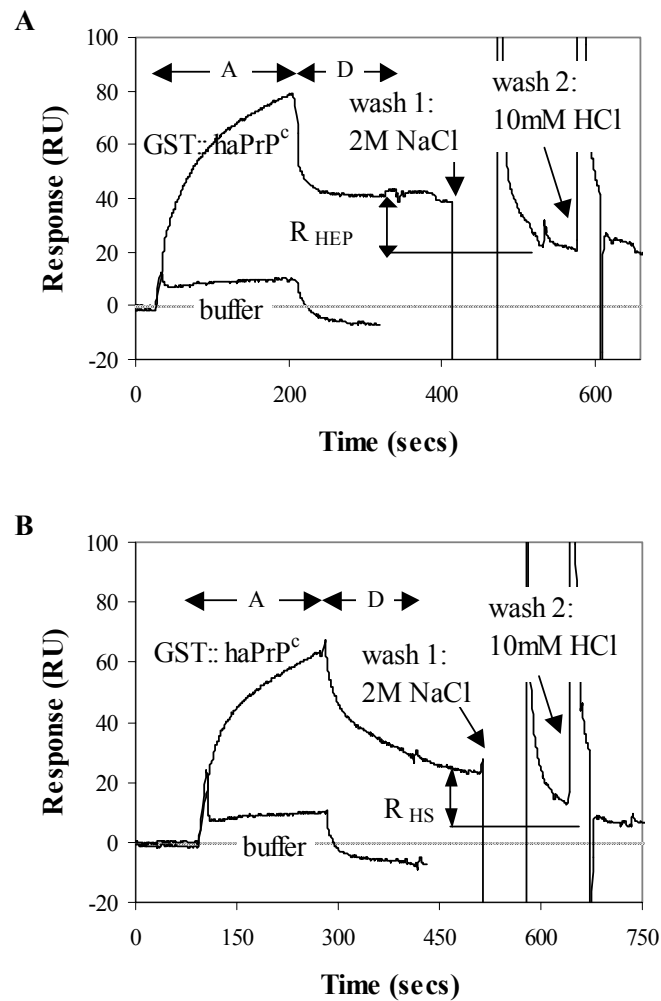 A
100
80
60
40
20
0
-20
Response (RU)
A
D
GST:: haPrPᶜ
wash 1:
2M NaCl
wash 2:
10mM HCl
R HEP
buffer
0
200
400
600
Time (secs)
B
100
80
60
40
20
0
-20
Response (RU)
A
D
GST:: haPrPᶜ
wash 1:
2M NaCl
wash 2:
10mM HCl
R HS
buffer
0
150
300
450
600
750
Time (secs)